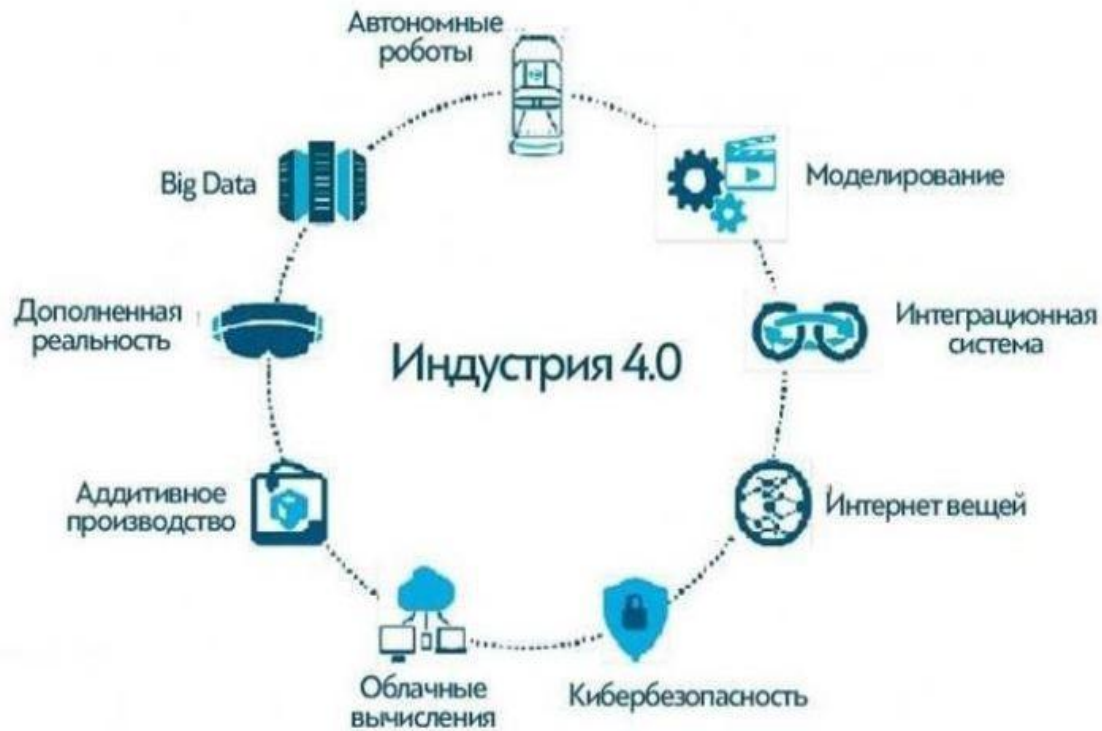 Автономные
роботы
Big Data
Моделирование
Дополненная
реальность
Интеграционная
система
Индустрия 4.0
Аддитивное
производство
Интернет вещей
Облачные
вычисления
Кибербезопасность